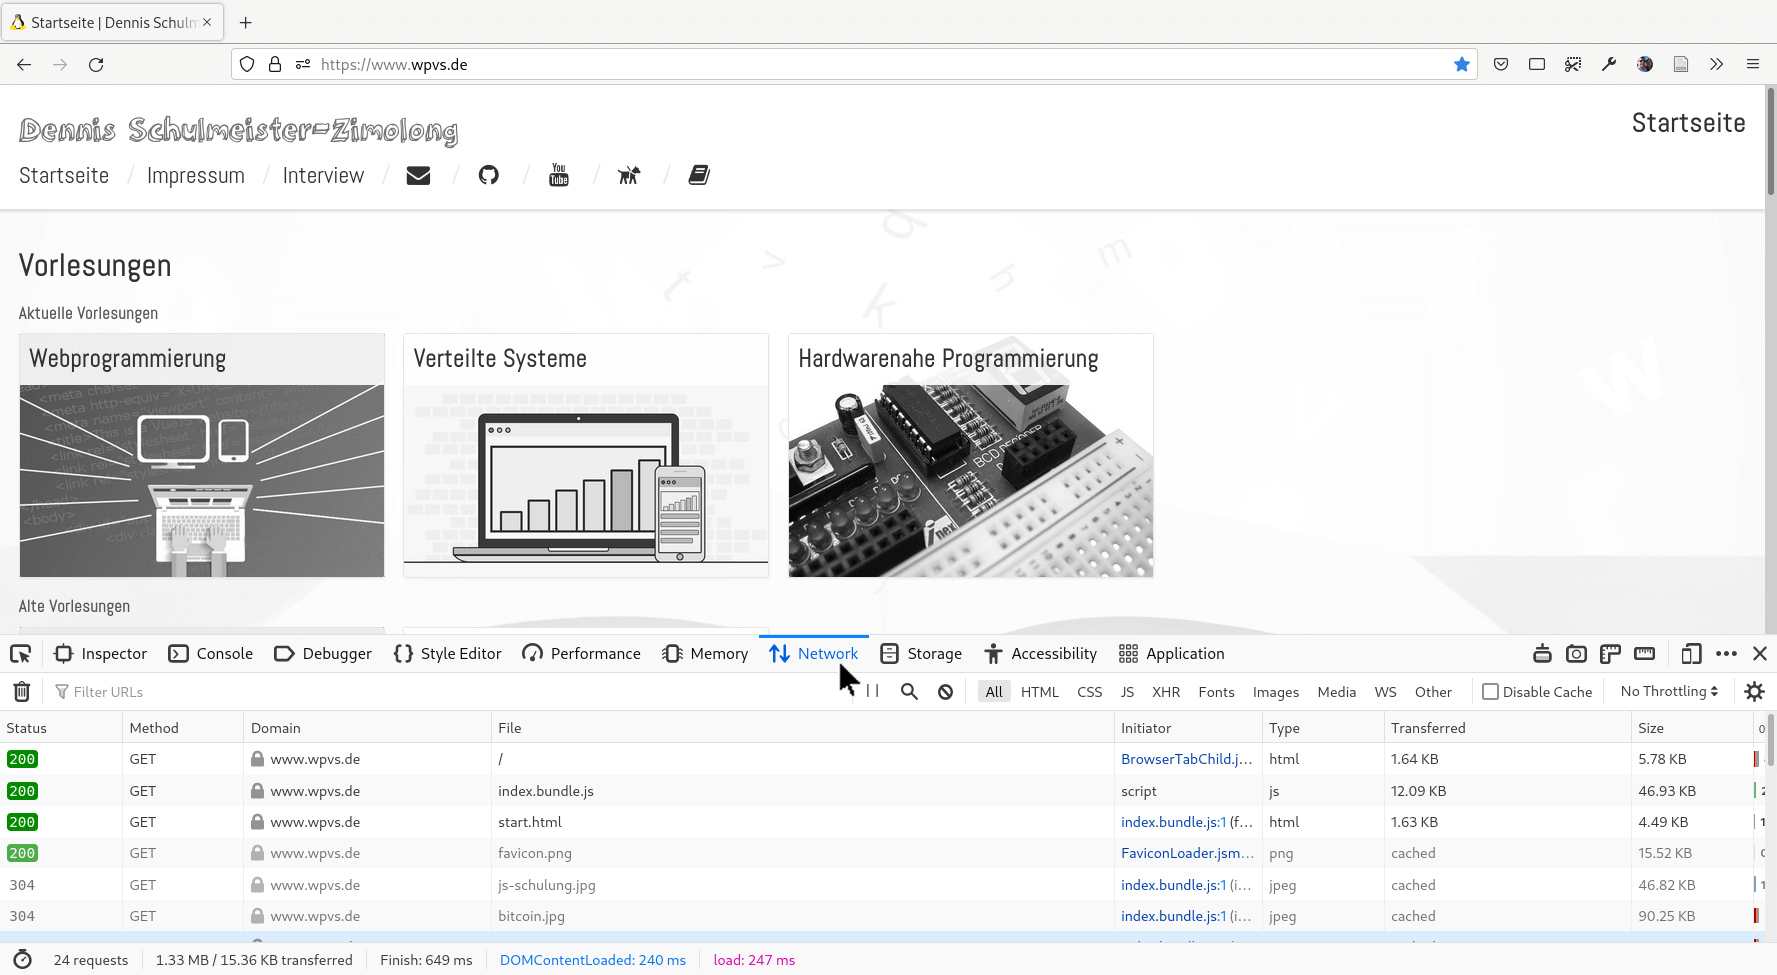 Startseite | Dennis Schulm
https://www.wpvs.de
Dennis Schulmeister-Zimolong
Startseite
Startseite / Impressum / Interview / / / You Tube / /
Vorlesungen
Aktuelle Vorlesungen
Webprogrammierung
Verteilte Systeme
Hardwarenahe Programmierung
BCD DECODER
Alte Vorlesungen
Inspector Console Debugger Style Editor Performance Memory Network Storage Accessibility Application
Filter URLs
All HTML CSS JS XHR Fonts Images Media WS Other Disable Cache No Throttling
Status Method Domain File Initiator Type Transferred Size 0
200 GET www.wpvs.de / BrowserTabChild.j... html 1.64 KB 5.78 KB
200 GET www.wpvs.de index.bundle.js script js 12.09 KB 46.93 KB
200 GET www.wpvs.de start.html index.bundle.js:1 (f... html 1.63 KB 4.49 KB
200 GET www.wpvs.de favicon.png FaviconLoader.jsm... png cached 15.52 KB
304 GET www.wpvs.de js-schulung.jpg index.bundle.js:1 (i... jpeg cached 46.82 KB
304 GET www.wpvs.de bitcoin.jpg index.bundle.js:1 (i... jpeg cached 90.25 KB
24 requests 1.33 MB / 15.36 KB transferred Finish: 649 ms DOMContentLoaded: 240 ms load: 247 ms